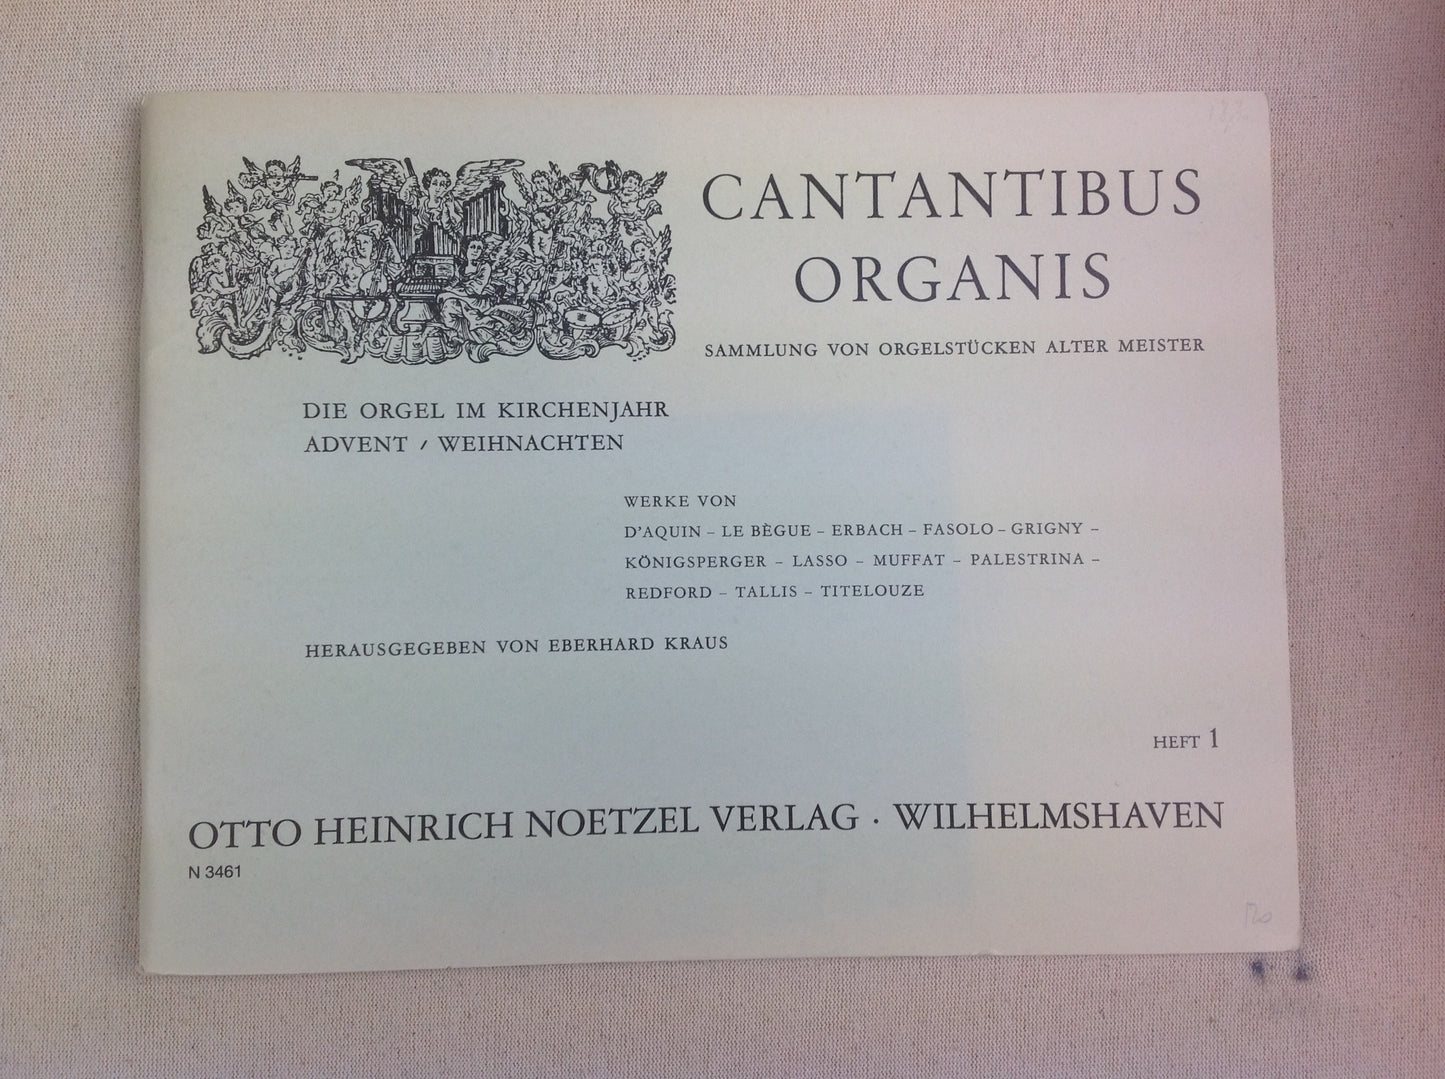 CANTANTIBUS
ORGANIS
SAMMLUNG VON ORGELSTÜCKEN ALTER MEISTER
DIE ORGEL IM KIRCHENJAHR
ADVENT / WEIHNACHTEN
WERKE VON
D'AQUIN – LE BÈGUE – ERBACH – FASOLO – GRIGNY –
KÖNIGSPERGER – LASSO – MUFFAT – PALESTRINA –
REDFORD – TALLIS – TITELOUZE
HERAUSGEGEBEN VON EBERHARD KRAUS
HEFT 1
OTTO HEINRICH NOETZEL VERLAG · WILHELMSHAVEN
N 3461